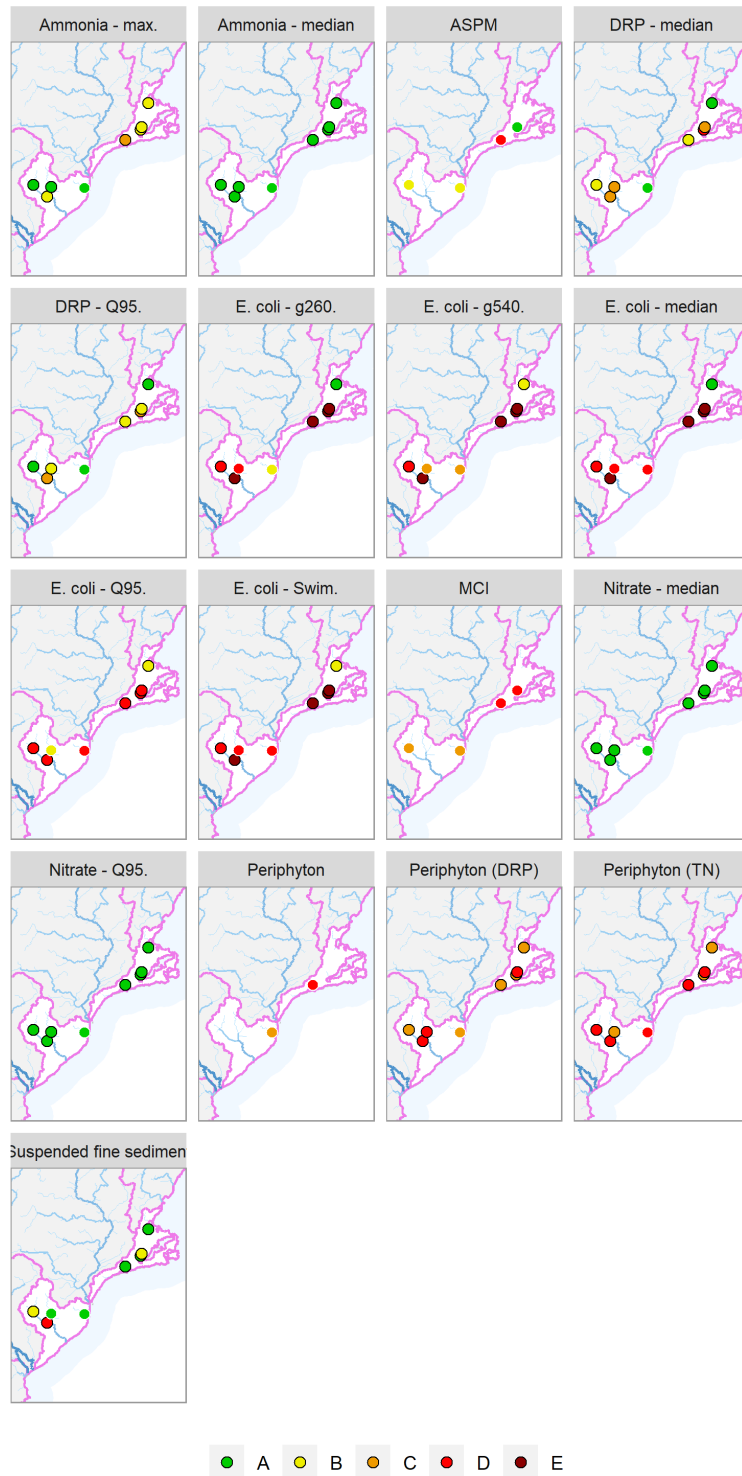 Ammonia - max.
Ammonia - median
ASPM
DRP - median
DRP - Q95.
E. coli - g260.
E. coli - g540.
E. coli - median
E. coli - Q95.
E. coli - Swim.
MCI
Nitrate - median
Nitrate - Q95.
Periphyton
Periphyton (DRP)
Periphyton (TN)
Suspended fine sedimen
A B C D E